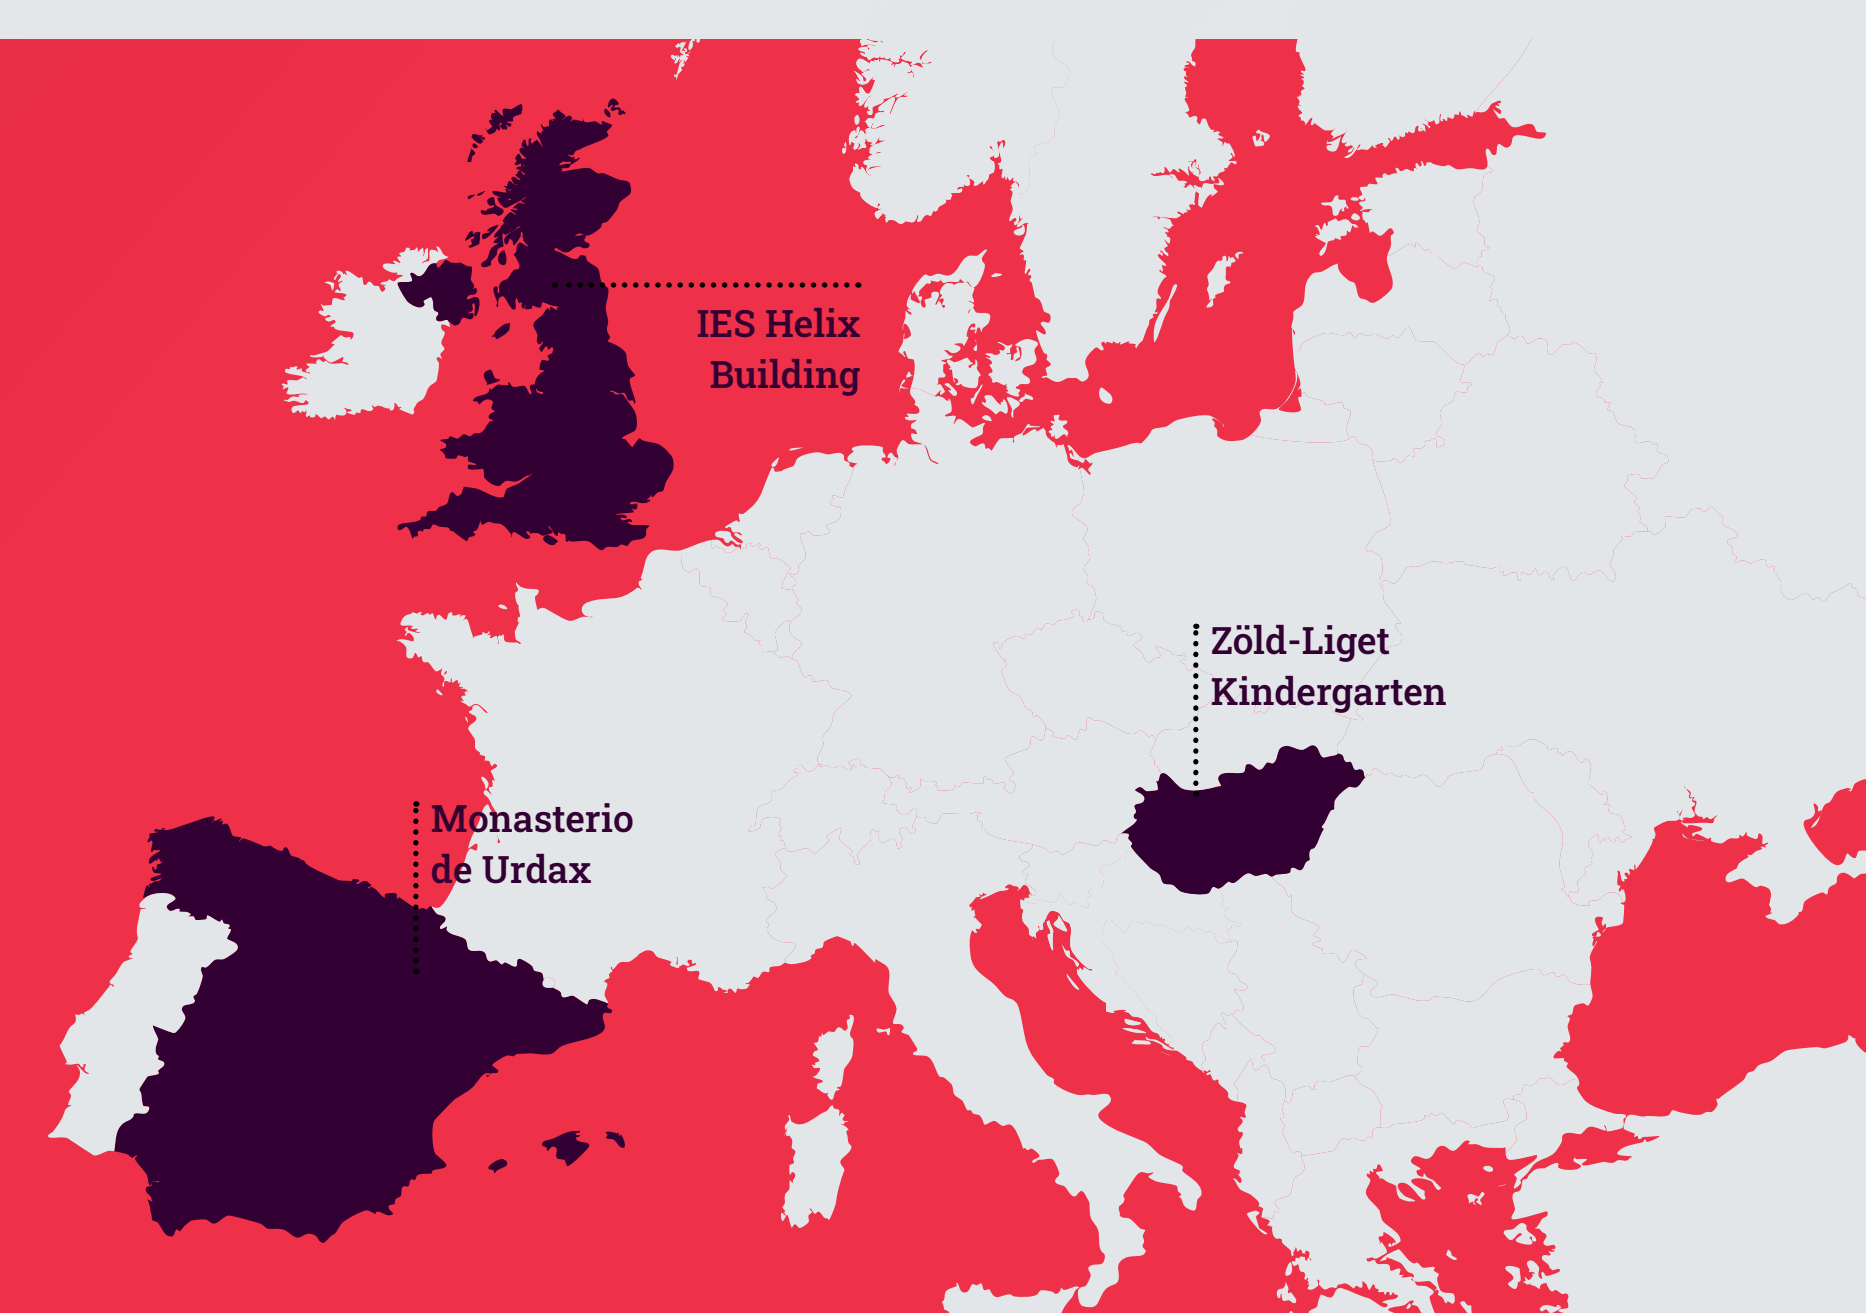 IES Helix
Building
Zöld-Liget
Kindergarten
Monasterio
de Urdax